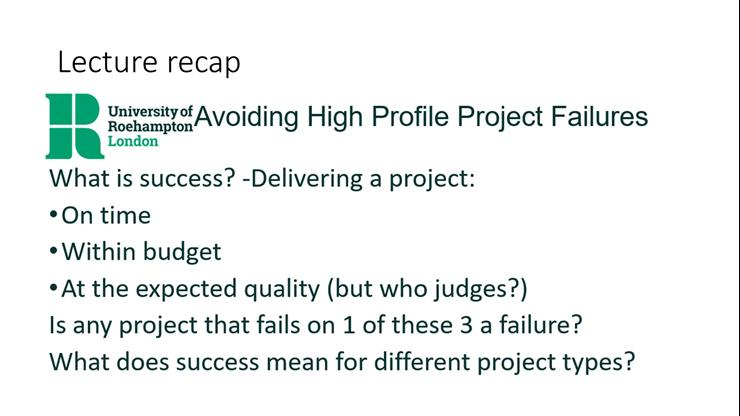 Lecture recap
University of
Roehampton
London
Avoiding High Profile Project Failures
What is success? -Delivering a project:
•On time
•Within budget
•At the expected quality (but who judges?)
Is any project that fails on 1 of these 3 a failure?
What does success mean for different project types?